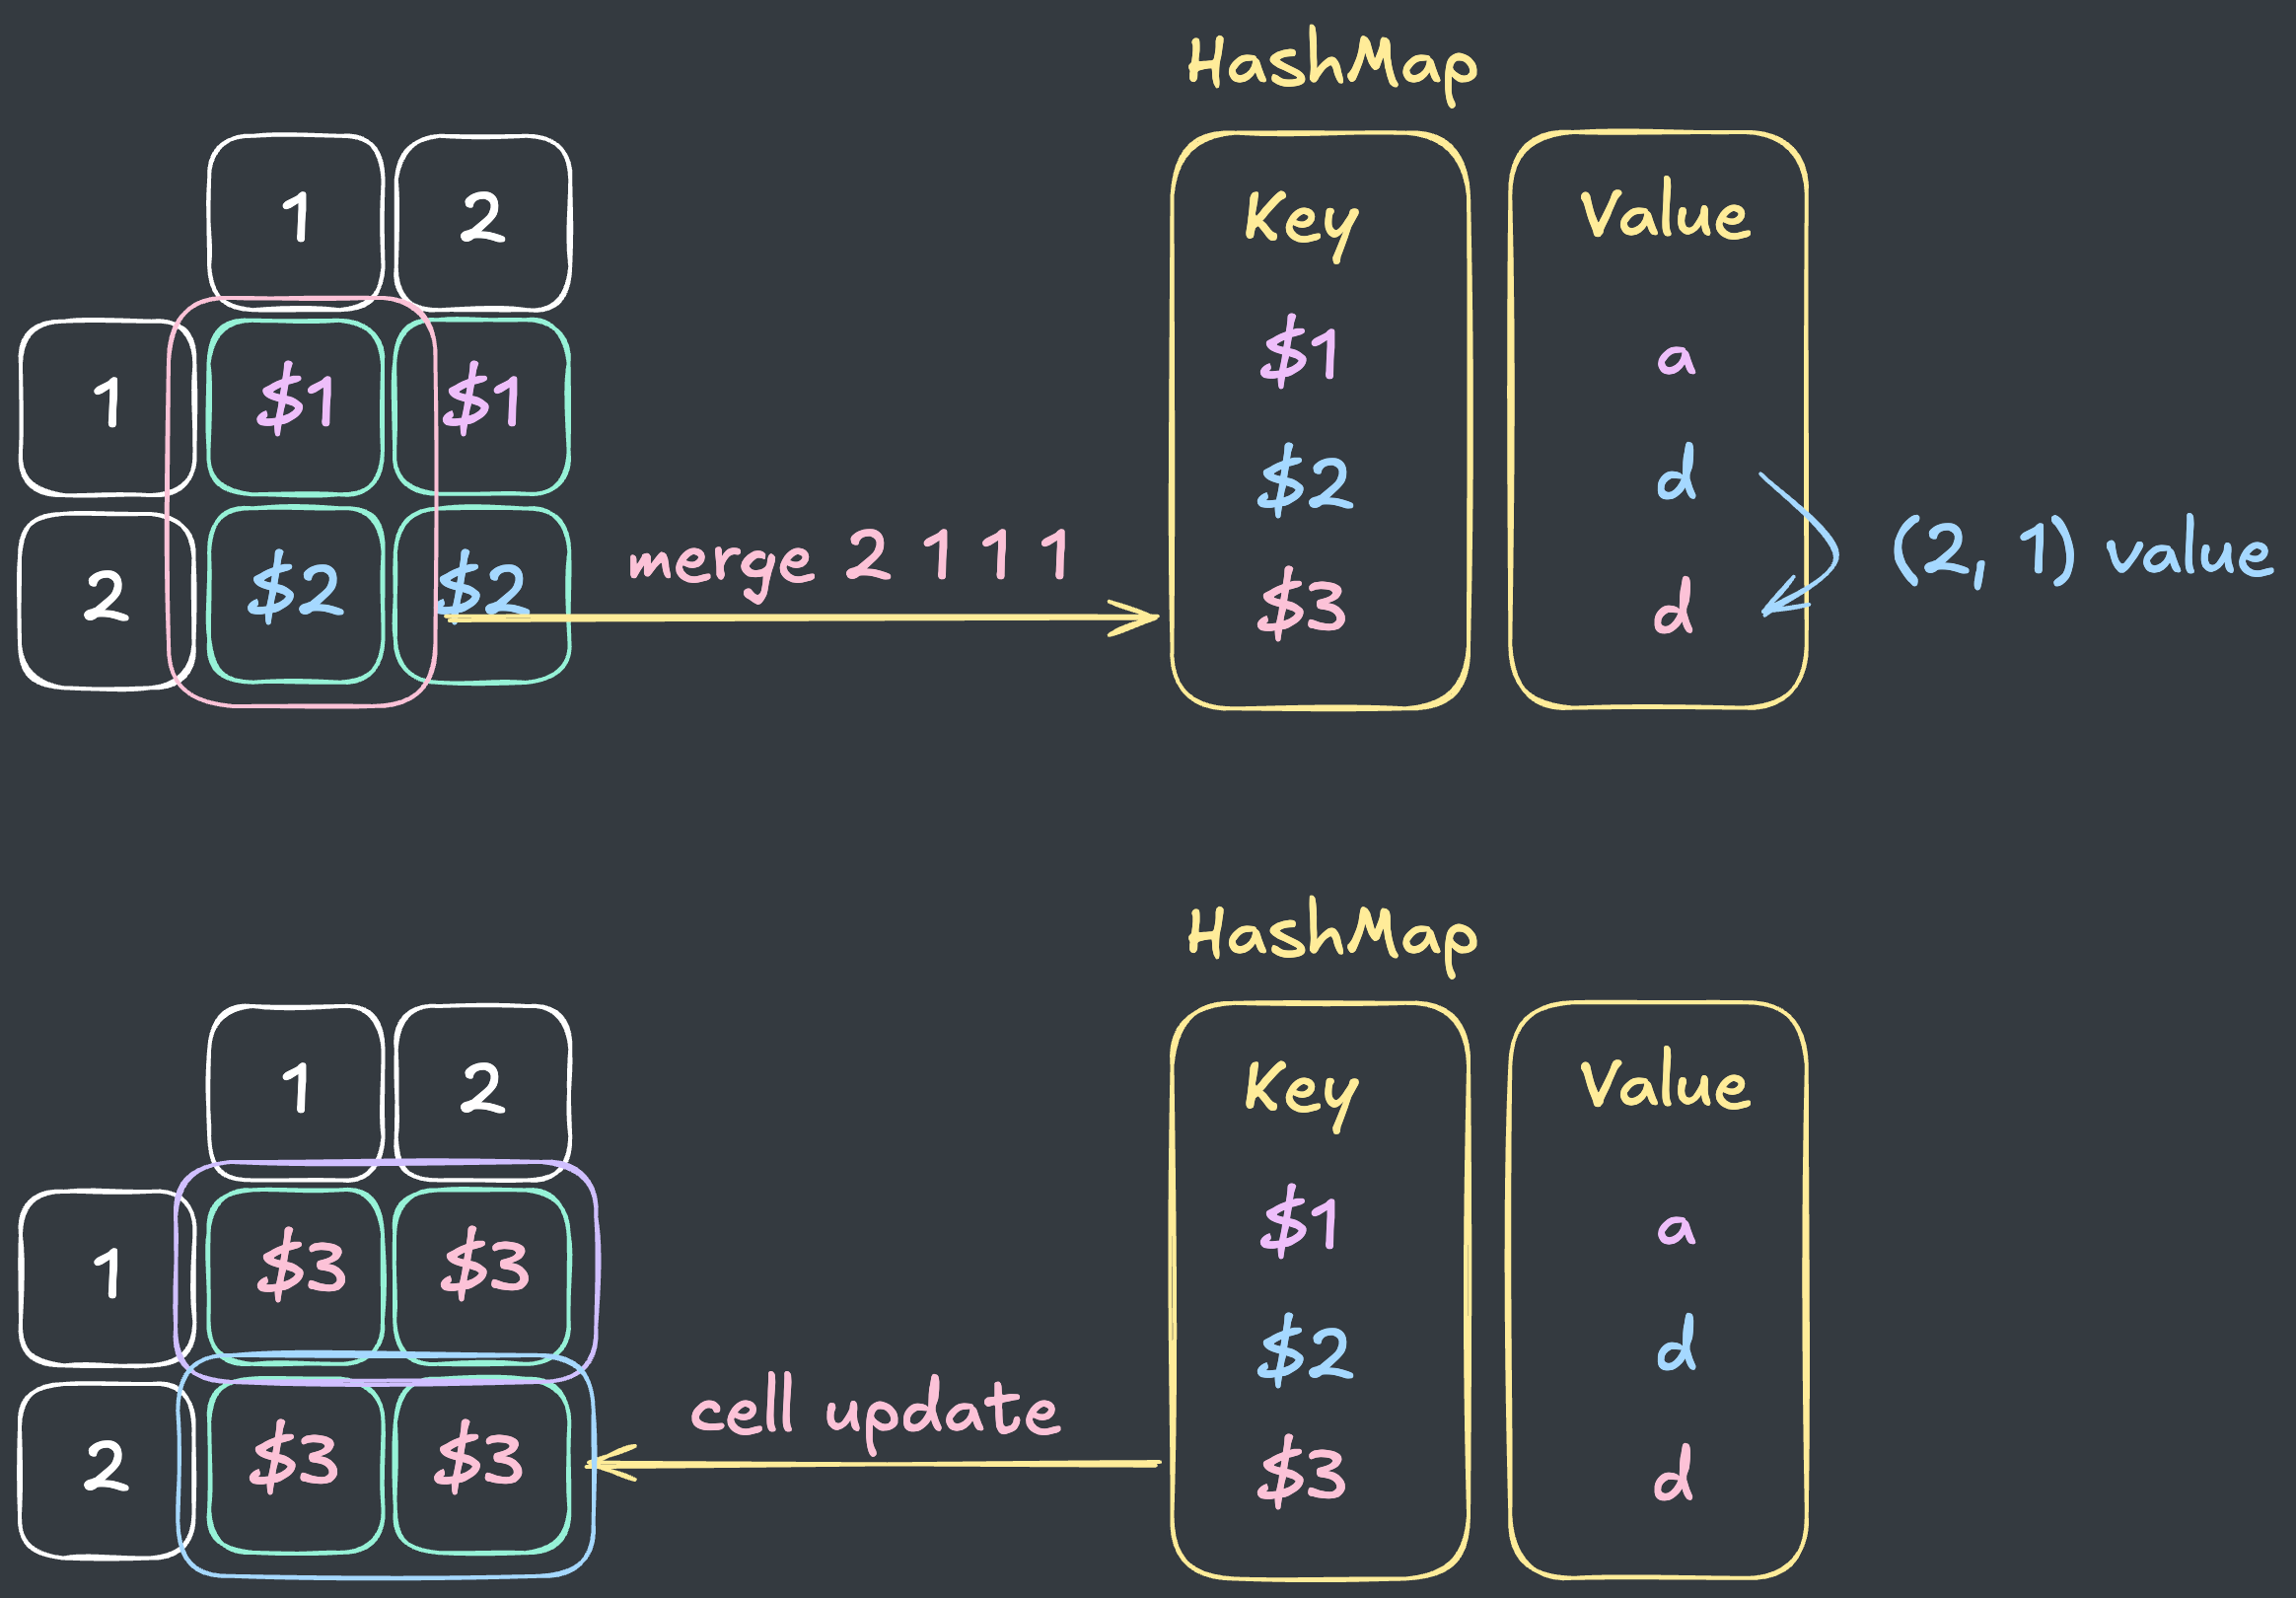 HashMap
1 2
Key Value
1 $1 $1
$1 a
$2 d
2 $2 $2
merge 2 1 1 1
(2, 1) value
$3 d
HashMap
1 2
Key Value
1 $3 $3
$1 a
$2 d
cell update
2 $3 $3
$3 d